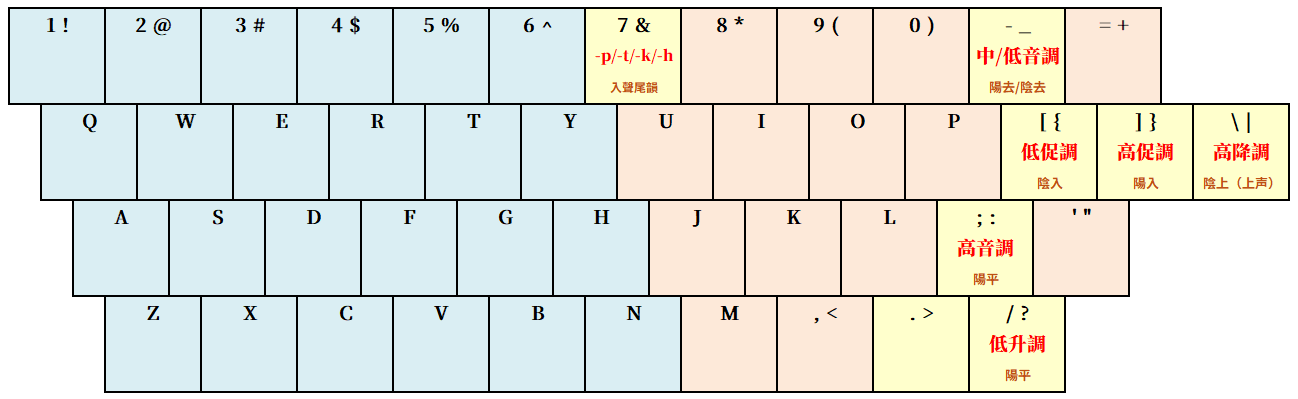 1 ! 2 @ 3 # 4 $ 5 % 6 ^ 7 & 8 * 9 ( 0 ) - _ = +
-p/-t/-k/-h 中/低音調
入聲尾韻 陽去/陰去
Q W E R T Y U I O P [ { ] } \ |
低促調 高促調 高降調
陰入 陽入 陰上（上声）
A S D F G H J K L ; : ' "
高音調
陽平
Z X C V B N M , < . > / ?
低升調
陽平